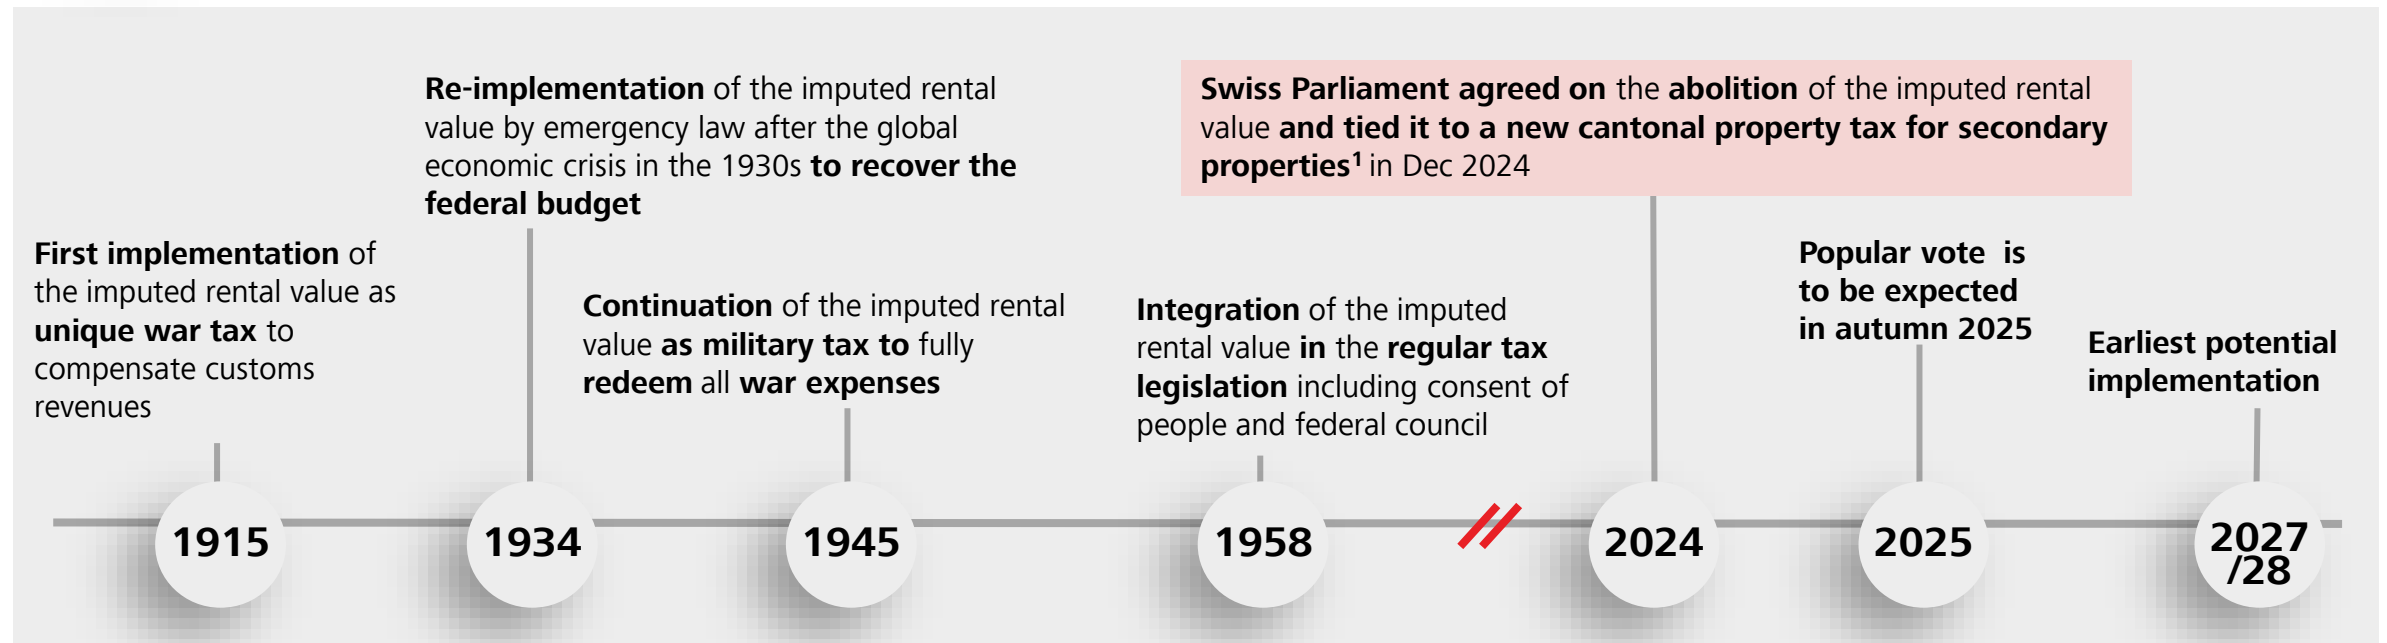 First implementation of
the imputed rental value as
unique war tax to
compensate customs
revenues
1915
Re-implementation of the imputed rental
value by emergency law after the global
economic crisis in the 1930s to recover the
federal budget
1934
Continuation of the imputed rental
value as military tax to fully
redeem all war expenses
1945
Integration of the imputed
rental value in the regular tax
legislation including consent of
people and federal council
1958
Swiss Parliament agreed on the abolition of the imputed rental
value and tied it to a new cantonal property tax for secondary
properties¹ in Dec 2024
2024
Popular vote is
to be expected
in autumn 2025
2025
Earliest potential
implementation
2027
/28